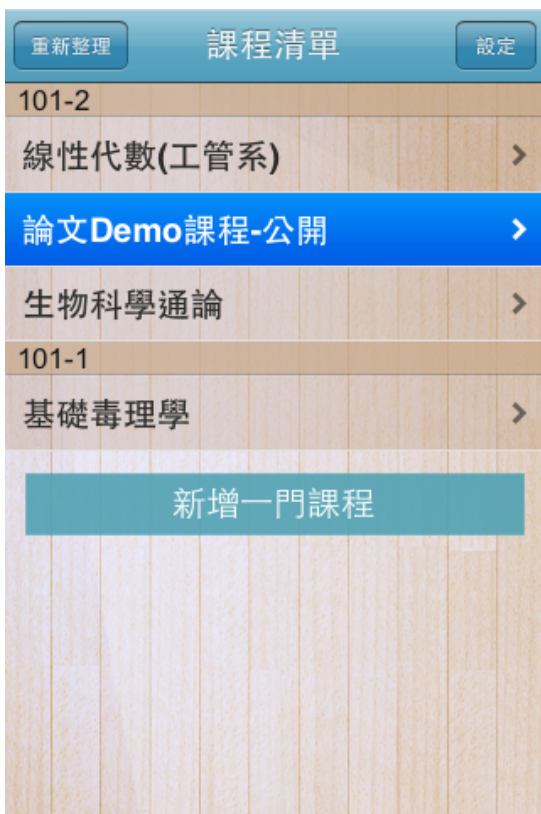 重新整理 課程清單 設定
101-2
線性代數(工管系)
論文Demo課程-公開
生物科學通論
101-1
基礎毒理學
新增一門課程